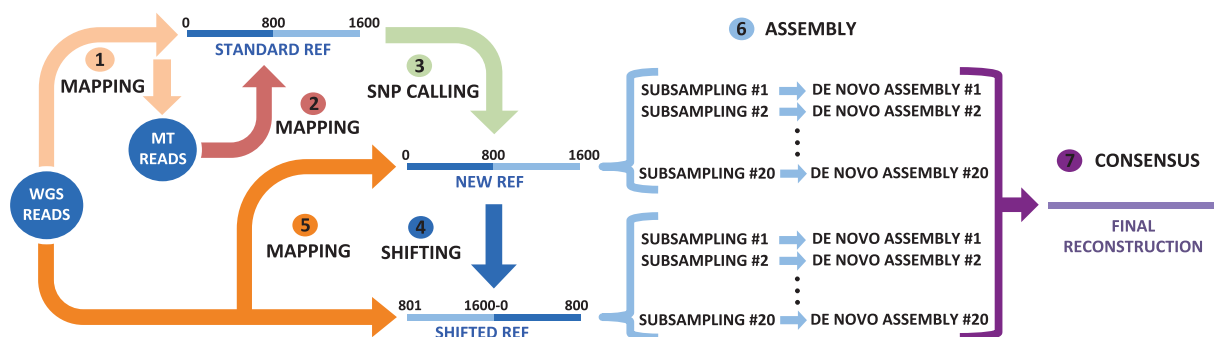 0 800 1600
STANDARD REF
1
MAPPING
2
MAPPING
3
SNP CALLING
MT
READS
WGS
READS
0 800 1600
NEW REF
4
SHIFTING
5
MAPPING
801 1600-0 800
SHIFTED REF
6 ASSEMBLY
SUBSAMPLING #1 DE NOVO ASSEMBLY #1
SUBSAMPLING #2 DE NOVO ASSEMBLY #2
SUBSAMPLING #20 DE NOVO ASSEMBLY #20
SUBSAMPLING #1 DE NOVO ASSEMBLY #1
SUBSAMPLING #2 DE NOVO ASSEMBLY #2
SUBSAMPLING #20 DE NOVO ASSEMBLY #20
7 CONSENSUS
FINAL
RECONSTRUCTION